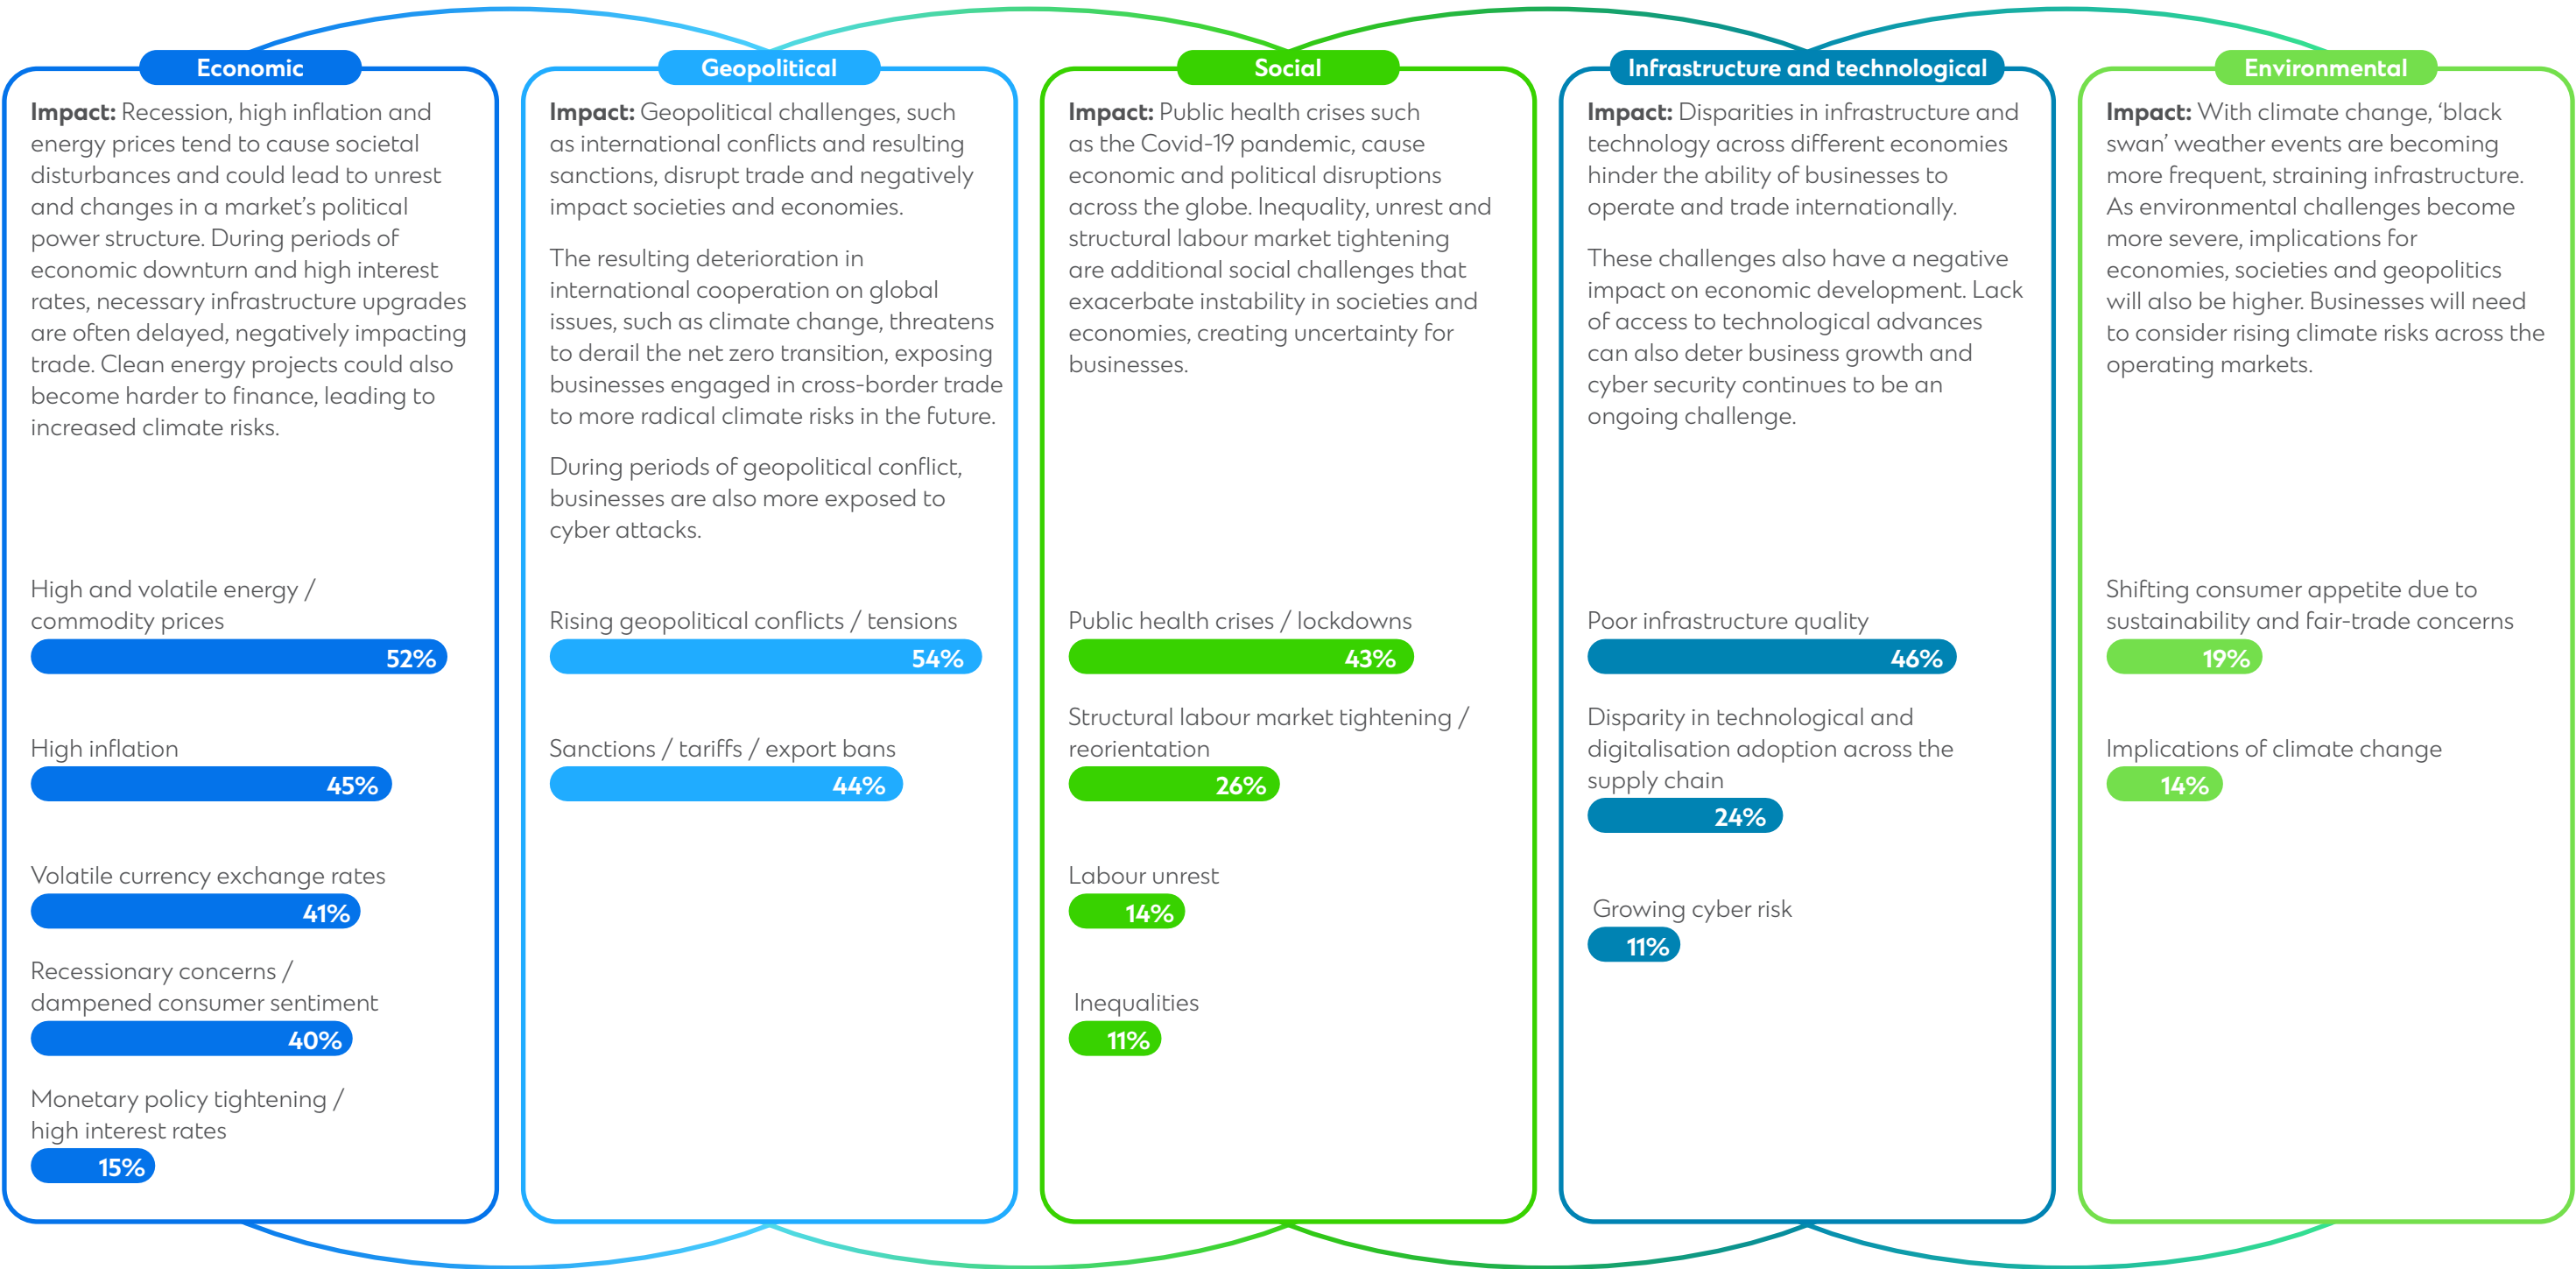 Economic
Impact: Recession, high inflation and
energy prices tend to cause societal
disturbances and could lead to unrest
and changes in a market’s political
power structure. During periods of
economic downturn and high interest
rates, necessary infrastructure upgrades
are often delayed, negatively impacting
trade. Clean energy projects could also
become harder to finance, leading to
increased climate risks.
High and volatile energy /
commodity prices
52%
High inflation
45%
Volatile currency exchange rates
41%
Recessionary concerns /
dampened consumer sentiment
40%
Monetary policy tightening /
high interest rates
15%
Geopolitical
Impact: Geopolitical challenges, such
as international conflicts and resulting
sanctions, disrupt trade and negatively
impact societies and economies.
The resulting deterioration in
international cooperation on global
issues, such as climate change, threatens
to derail the net zero transition, exposing
businesses engaged in cross-border trade
to more radical climate risks in the future.
During periods of geopolitical conflict,
businesses are also more exposed to
cyber attacks.
Rising geopolitical conflicts / tensions
54%
Sanctions / tariffs / export bans
44%
Social
Impact: Public health crises such
as the Covid-19 pandemic, cause
economic and political disruptions
across the globe. Inequality, unrest and
structural labour market tightening
are additional social challenges that
exacerbate instability in societies and
economies, creating uncertainty for
businesses.
Public health crises / lockdowns
43%
Structural labour market tightening /
reorientation
26%
Labour unrest
14%
Inequalities
11%
Infrastructure and technological
Impact: Disparities in infrastructure and
technology across different economies
hinder the ability of businesses to
operate and trade internationally.
These challenges also have a negative
impact on economic development. Lack
of access to technological advances
can also deter business growth and
cyber security continues to be an
ongoing challenge.
Poor infrastructure quality
46%
Disparity in technological and
digitalisation adoption across the
supply chain
24%
Growing cyber risk
11%
Environmental
Impact: With climate change, ‘black
swan’ weather events are becoming
more frequent, straining infrastructure.
As environmental challenges become
more severe, implications for
economies, societies and geopolitics
will also be higher. Businesses will need
to consider rising climate risks across the
operating markets.
Shifting consumer appetite due to
sustainability and fair-trade concerns
19%
Implications of climate change
14%